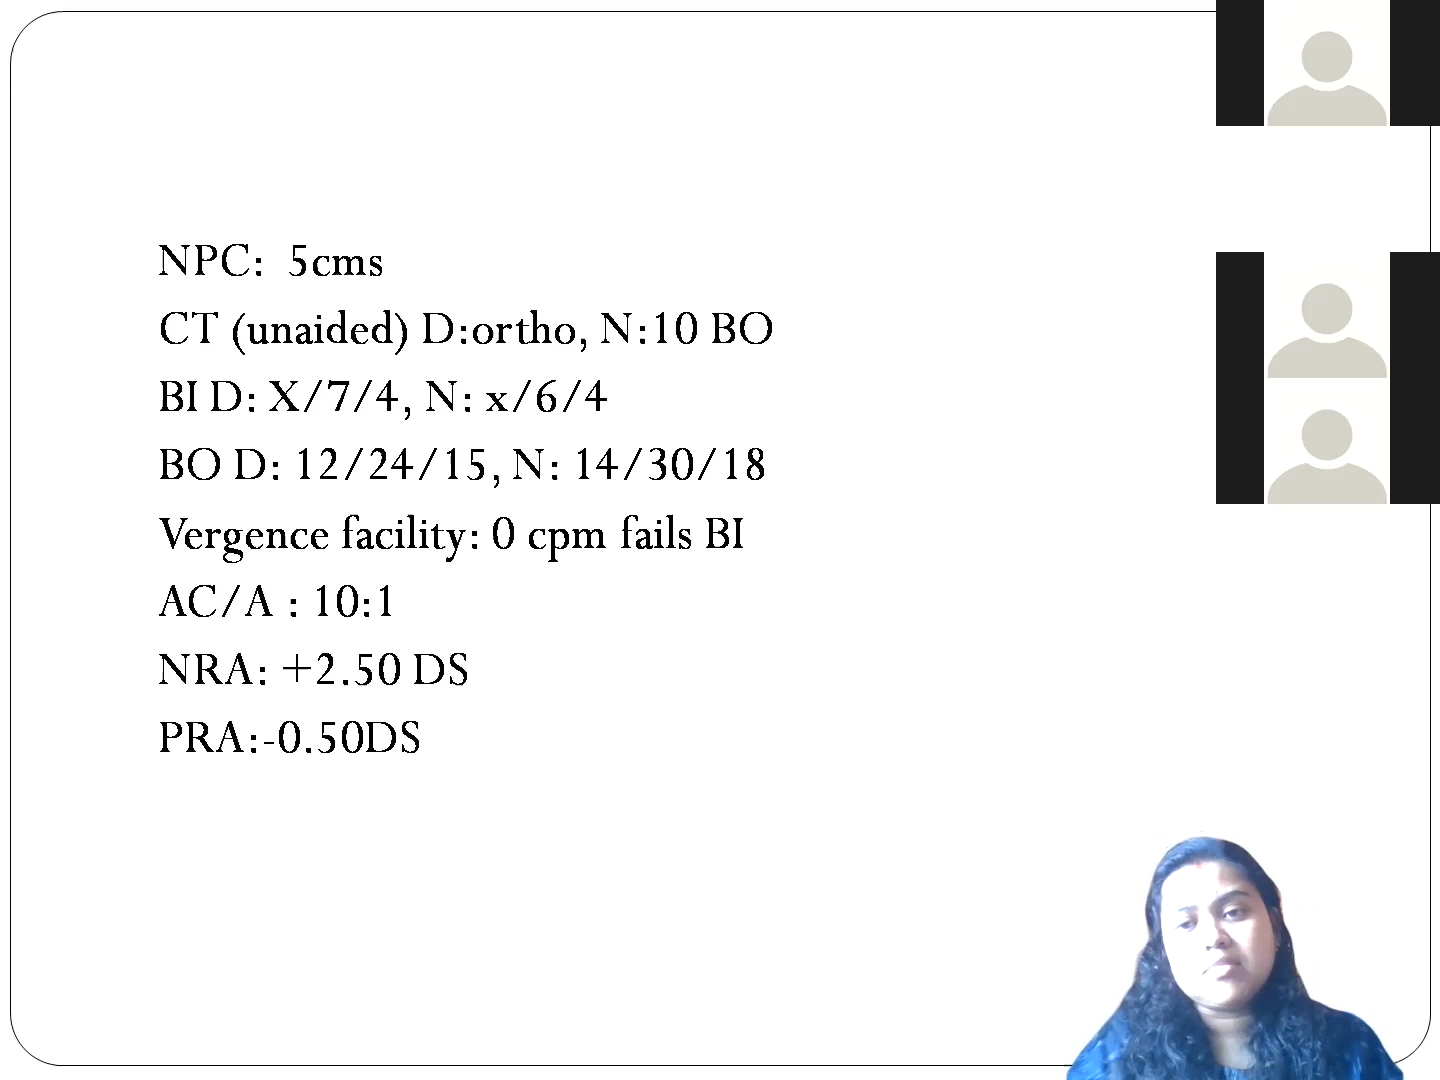 NPC:  5cms
CT (unaided) D:ortho, N:10 BO
BI D: X/7/4, N: x/6/4
BO D: 12/24/15, N: 14/30/18
Vergence facility: 0 cpm fails BI
AC/A : 10:1
NRA: +2.50 DS
PRA:-0.50DS